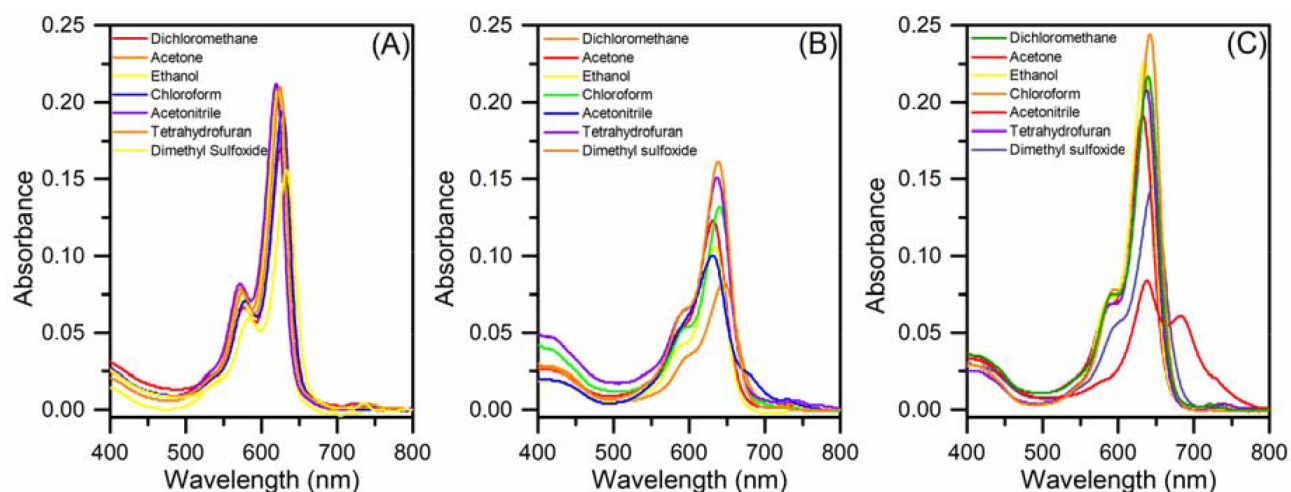 (A)
Dichloromethane
Acetone
Ethanol
Chloroform
Acetonitrile
Tetrahydrofuran
Dimethyl Sulfoxide
0.25
0.20
0.15
0.10
0.05
0.00
Absorbance
400 500 600 700 800
Wavelength (nm)
(B)
Dichloromethane
Acetone
Ethanol
Chloroform
Acetonitrile
Tetrahydrofuran
Dimethyl sulfoxide
0.25
0.20
0.15
0.10
0.05
0.00
Absorbance
400 500 600 700 800
Wavelength (nm)
(C)
Dichloromethane
Acetone
Ethanol
Chloroform
Acetonitrile
Tetrahydrofuran
Dimethyl sulfoxide
0.25
0.20
0.15
0.10
0.05
0.00
Absorbance
400 500 600 700 800
Wavelength (nm)